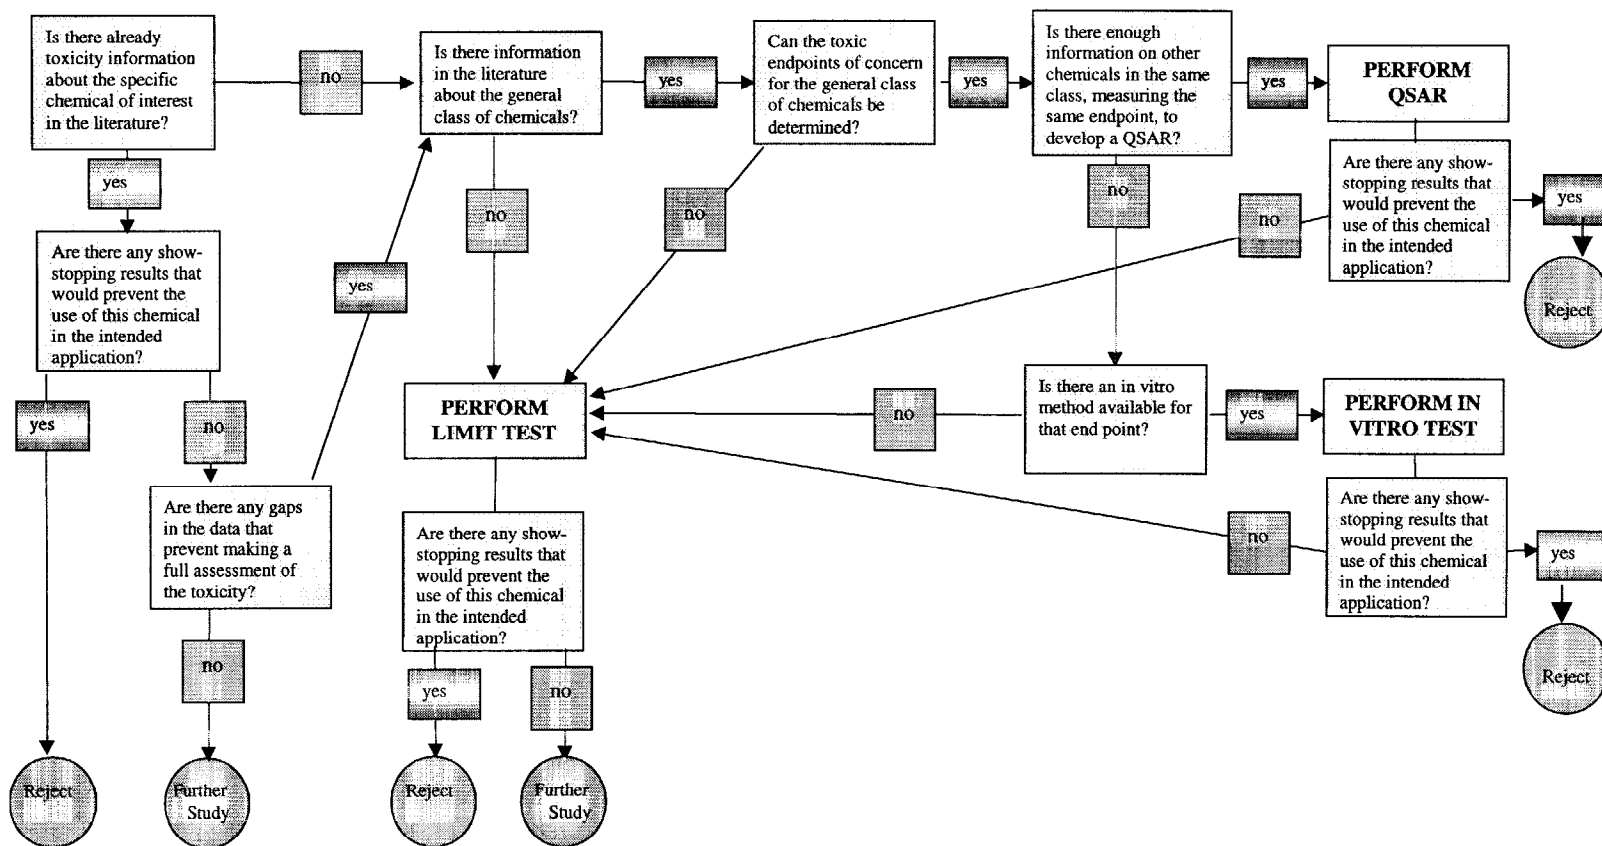 Is there already
toxicity information
about the specific
chemical of interest
in the literature?
no
Is there information
in the literature
about the general
class of chemicals?
yes
Can the toxic
endpoints of concern
for the general class
of chemicals be
determined?
yes
Is there enough
information on other
chemicals in the same
class, measuring the
same endpoint, to
develop a QSAR?
yes
PERFORM
QSAR
yes
no
no
no
Are there any show-
stopping results that
would prevent the
use of this chemical
in the intended
application?
no
yes
Reject
Are there any show-
stopping results that
would prevent the
use of this chemical
in the intended
application?
yes
yes
no
PERFORM
LIMIT TEST
no
Is there an in vitro
method available for
that end point?
yes
PERFORM IN
VITRO TEST
Are there any gaps
in the data that
prevent making a
full assessment of
the toxicity?
Are there any show-
stopping results that
would prevent the
use of this chemical
in the intended
application?
no
Are there any show-
stopping results that
would prevent the
use of this chemical
in the intended
application?
yes
Reject
no
yes
no
Reject
Further
Study
Reject
Further
Study